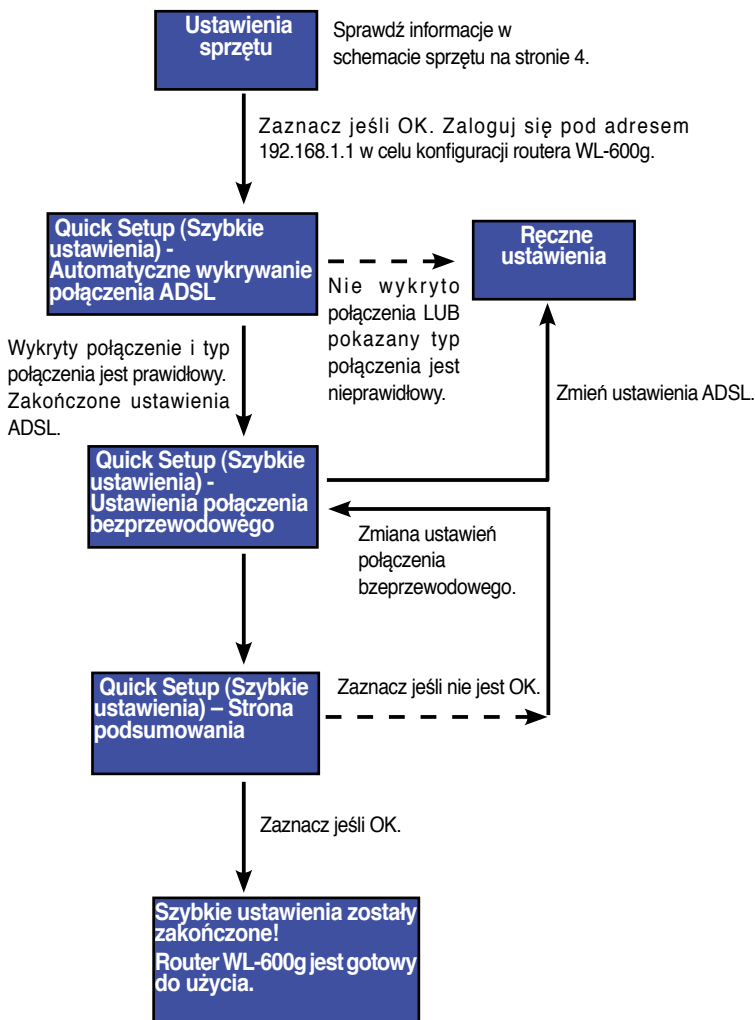 Ustawienia
sprzętu
Sprawdź informacje w
schemacie sprzętu na stronie 4.
Zaznacz jeśli OK. Zaloguj się pod adresem
192.168.1.1 w celu konfiguracji routera WL-600g.
Quick Setup (Szybkie
ustawienia) -
Automatyczne wykrywanie
połączenia ADSL
Ręczne
ustawienia
Nie wykryto
połączenia LUB
pokazany typ
połączenia jest
nieprawidłowy.
Wykryty połączenie i typ
połączenia jest prawidłowy.
Zakończone ustawienia
ADSL.
Zmień ustawienia ADSL.
Quick Setup (Szybkie
ustawienia) -
Ustawienia połączenia
bezprzewodowego
Zmiana ustawień
połączenia
bzeprzewodowego.
Quick Setup (Szybkie
ustawienia) – Strona
podsumowania
Zaznacz jeśli nie jest OK.
Zaznacz jeśli OK.
Szybkie ustawienia zostały
zakończone!
Router WL-600g jest gotowy
do użycia.